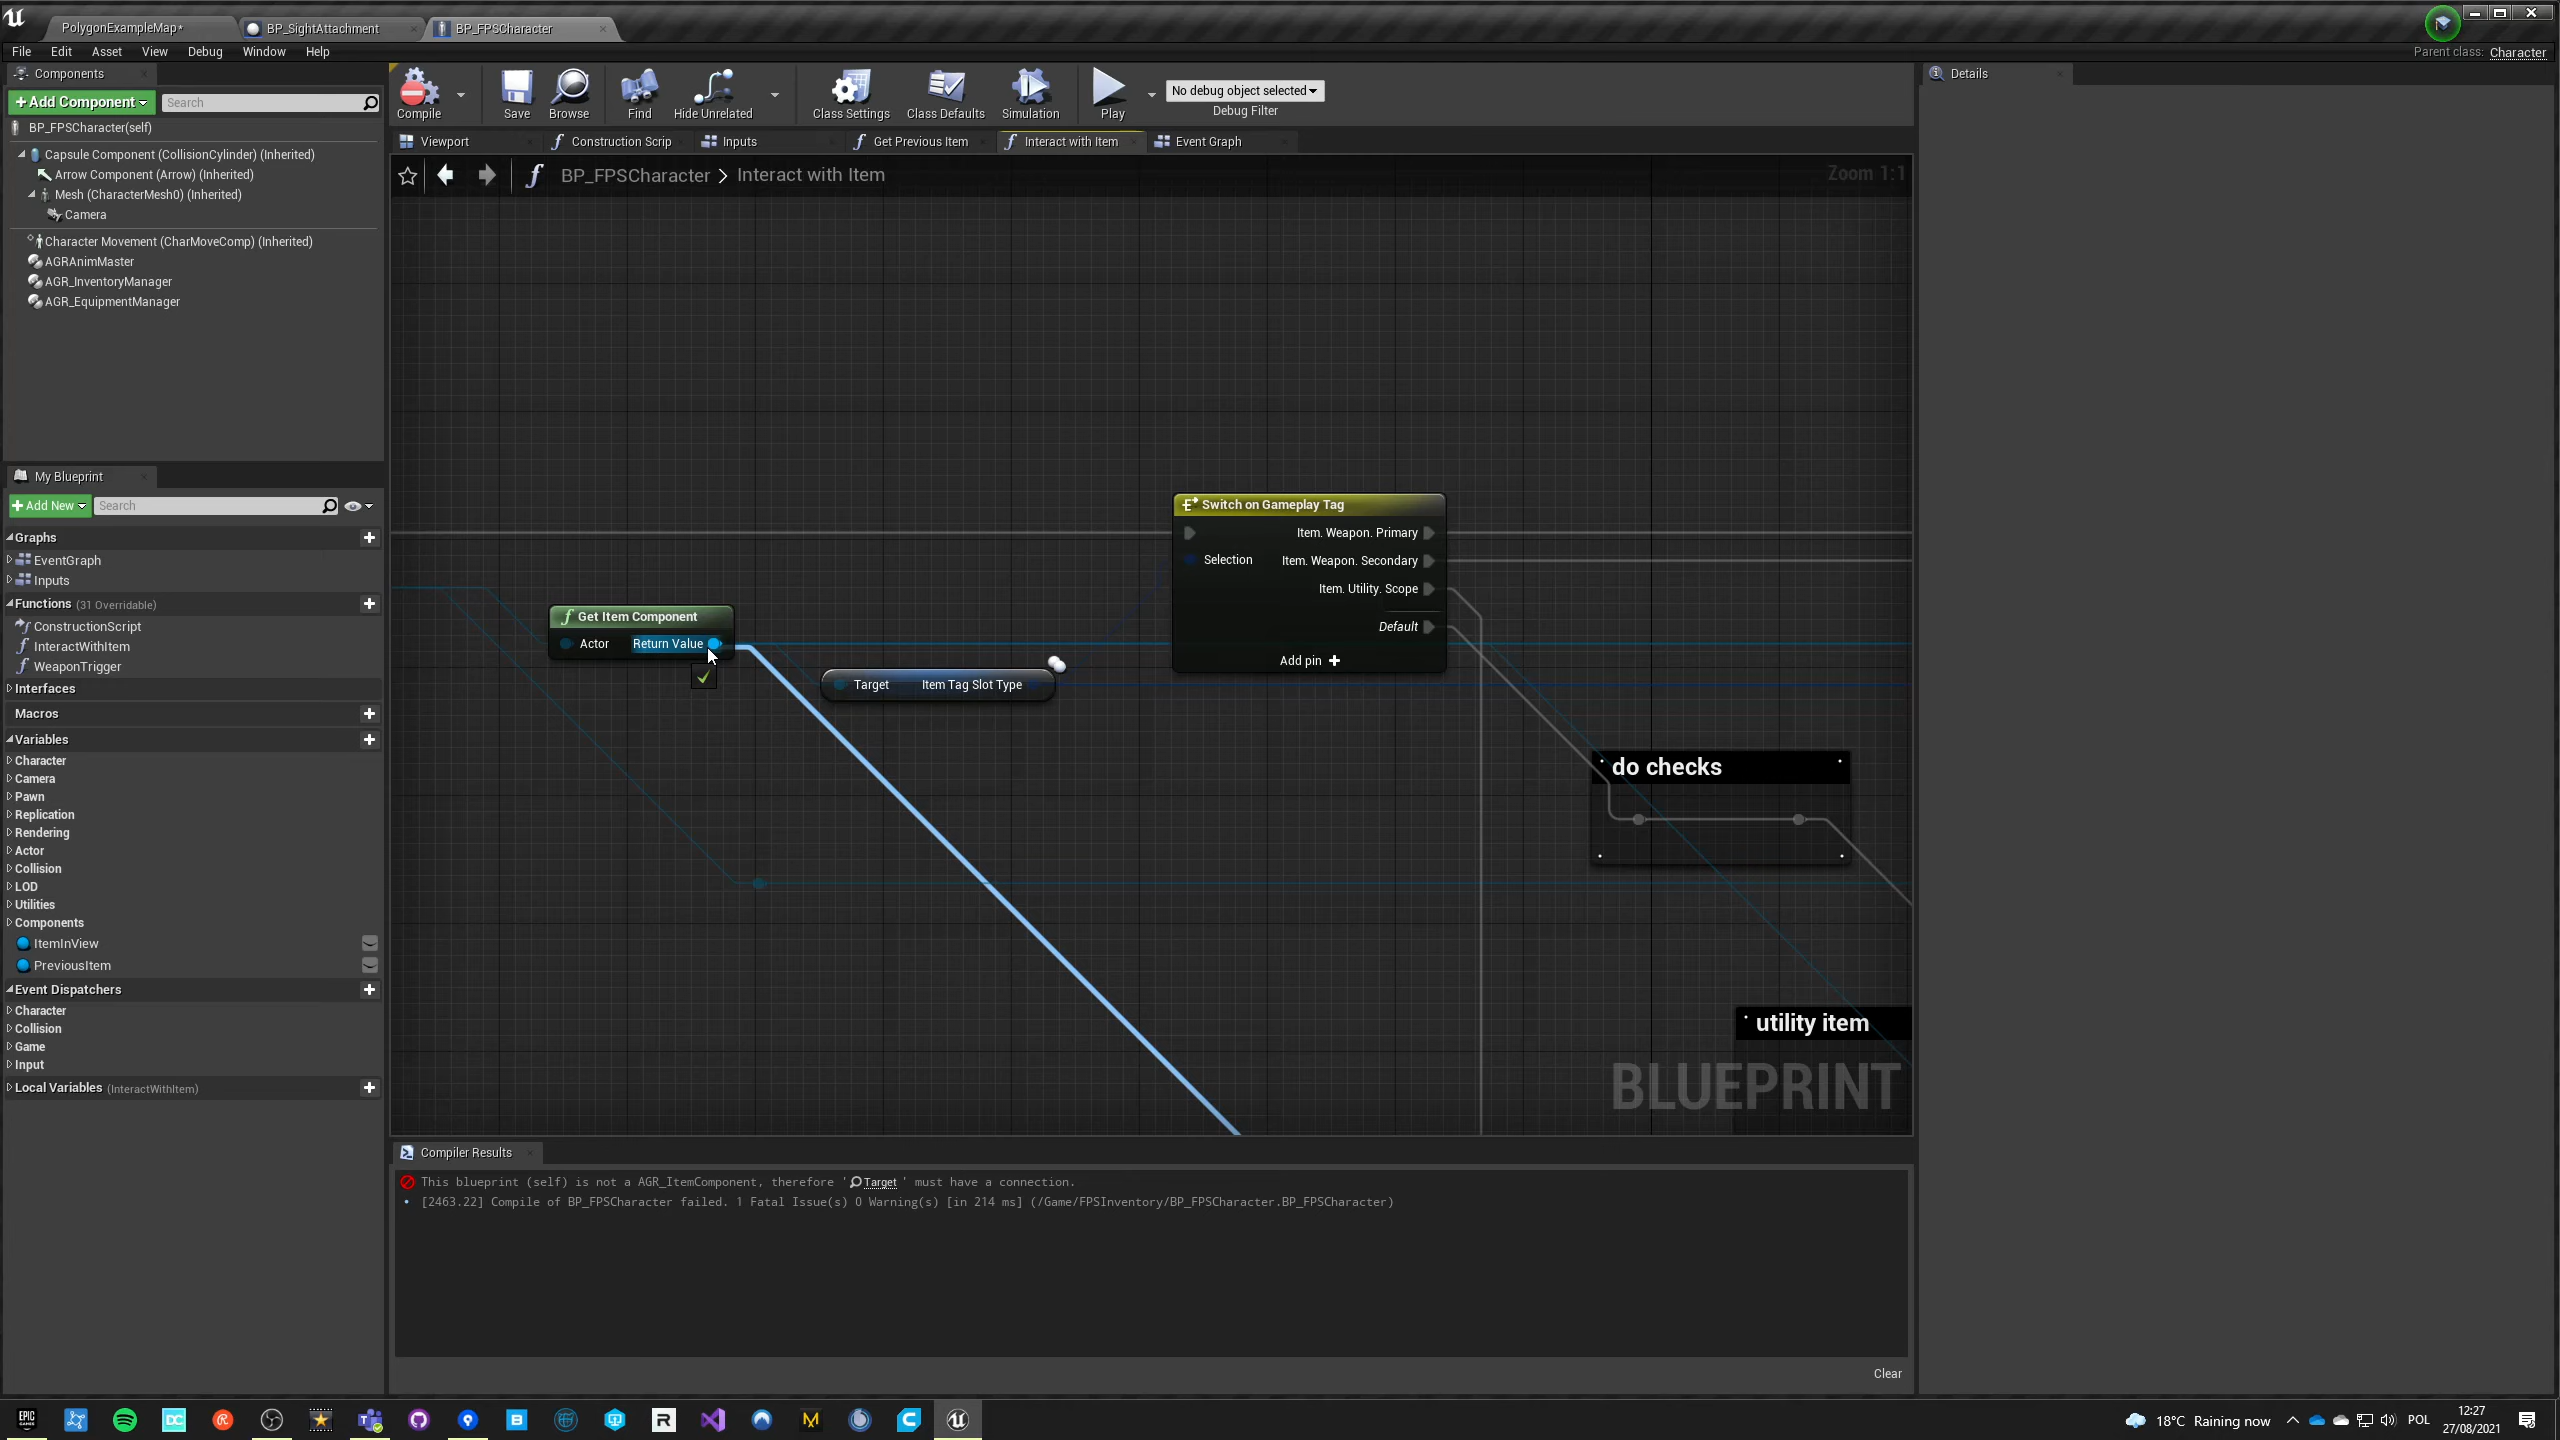 PolygonExampleMap*
BP_SightAttachment
BP_FPSCharacter
File Edit Asset View Window Debug Help
Parent class: Character
Components
Add Component
Search
BP_FPSCharacter(self)
Capsule Component (CollisionCylinder) (Inherited)
Arrow Component (Arrow) (Inherited)
Mesh (CharacterMesh0) (Inherited)
Camera
Character Movement (CharMoveComp) (Inherited)
AGRAnimMaster
AGR_InventoryManager
AGR_EquipmentManager
My Blueprint
Add New
Search
Graphs
EventGraph
Inputs
Functions (31 Overridable)
ConstructionScript
InteractWithItem
WeaponTrigger
Interfaces
Macros
Variables
Character
Camera
Pawn
Replication
Rendering
Actor
Collision
LOD
Utilities
Components
ItemInView
PreviousItem
Event Dispatchers
Character
Collision
Game
Input
Local Variables (InteractWithItem)
Compile
Save
Browse
Find
Hide Unrelated
Class Settings
Class Defaults
Simulation
Play
No debug object selected
Debug Filter
Viewport
Construction Scrip
Inputs
Get Previous Item
Interact with Item
Event Graph
BP_FPSCharacter > Interact with Item
Zoom 1:1
Get Item Component
Actor Return Value
Target Item Tag Slot Type
Switch on Gameplay Tag
Item. Weapon. Primary
Selection Item. Weapon. Secondary
Item. Utility. Scope
Default
Add pin
do checks
utility item
BLUEPRINT
Compiler Results
This blueprint (self) is not a AGR_ItemComponent, therefore ' Target ' must have a connection.
[2463.22] Compile of BP_FPSCharacter failed. 1 Fatal Issue(s) 0 Warning(s) [in 214 ms] (/Game/FPSInventory/BP_FPSCharacter.BP_FPSCharacter)
Clear
Details
EPIC GAMES
DC
R
B
R
M
C
18°C Raining now
POL
12:27
27/08/2021